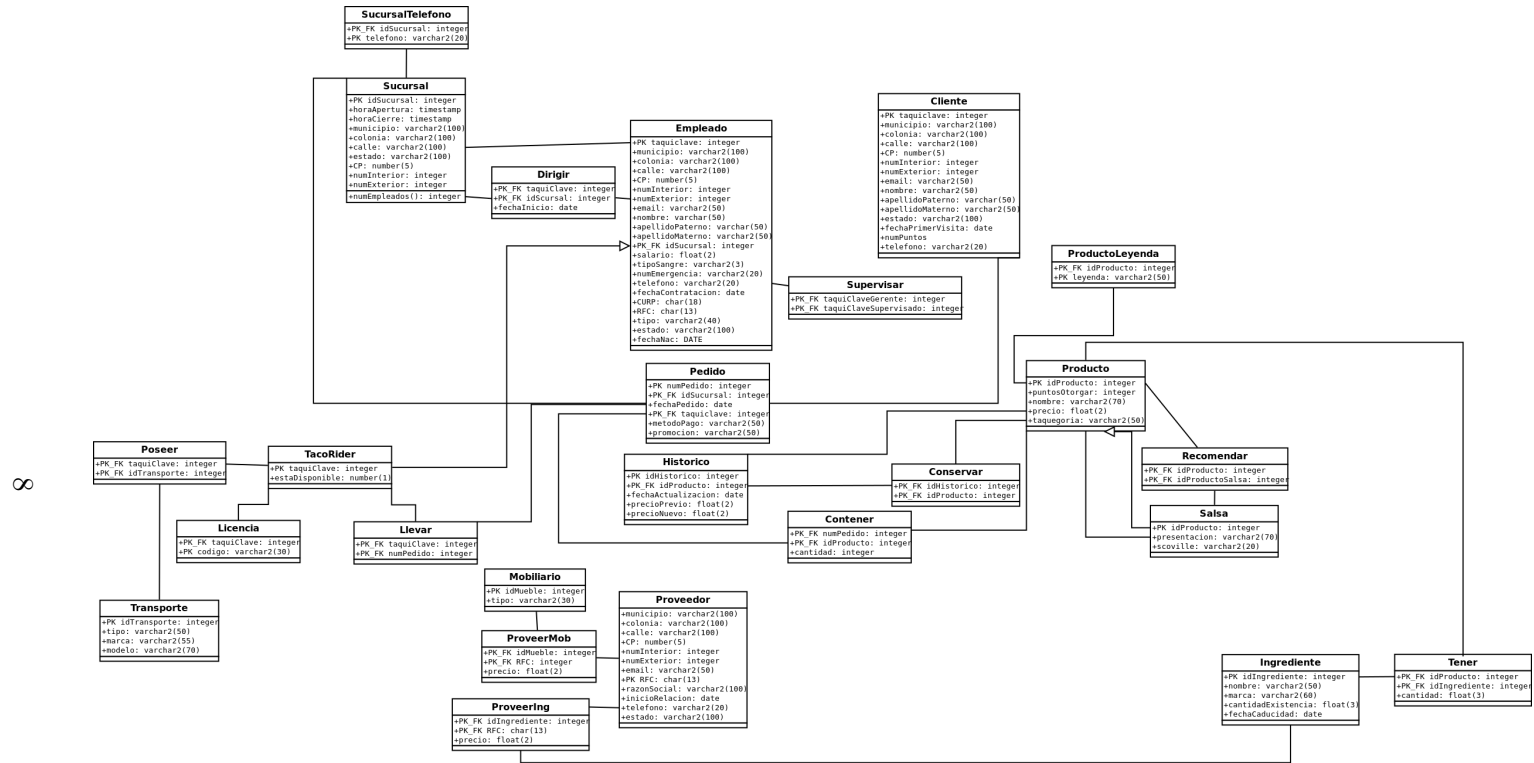 SucursalTelefono
+PK_FK idSucursal: integer
+PK telefono: varchar2(20)
Sucursal
+PK idSucursal: integer
+horaApertura: timestamp
+horaCierre: timestamp
+municipio: varchar2(100)
+colonia: varchar2(100)
+calle: varchar2(100)
+estado: varchar2(100)
+CP: number(5)
+numInterior: integer
+numExterior: integer
+numEmpleados(): integer
Dirigir
+PK_FK taquiClave: integer
+PK_FK idScursal: integer
+fechaInicio: date
Empleado
+PK taquiclave: integer
+municipio: varchar2(100)
+colonia: varchar2(100)
+calle: varchar2(100)
+CP: number(5)
+numInterior: integer
+numExterior: integer
+email: varchar2(50)
+nombre: varchar(50)
+apellidoPaterno: varchar(50)
+apellidoMaterno: varchar2(50)
+PK_FK idSucursal: integer
+salario: float(2)
+tipoSangre: varchar2(3)
+numEmergencia: varchar2(20)
+telefono: varchar2(20)
+fechaContratacion: date
+CURP: char(18)
+RFC: char(13)
+tipo: varchar2(40)
+estado: varchar2(100)
+fechaNac: DATE
Cliente
+PK taquiclave: integer
+municipio: varchar2(100)
+colonia: varchar2(100)
+calle: varchar2(100)
+CP: number(5)
+numInterior: integer
+numExterior: integer
+email: varchar2(50)
+nombre: varchar2(50)
+apellidoPaterno: varchar(50)
+apellidoMaterno: varchar2(50)
+estado: varchar2(100)
+fechaPrimerVisita: date
+numPuntos
+telefono: varchar2(20)
Supervisar
+PK_FK taquiClaveGerente: integer
+PK_FK taquiClaveSupervisado: integer
ProductoLeyenda
+PK_FK idProducto: integer
+PK leyenda: varchar2(50)
Pedido
+PK numPedido: integer
+PK_FK idSucursal: integer
+fechaPedido: date
+PK_FK taquiclave: integer
+metodoPago: varchar2(50)
+promocion: varchar2(50)
Producto
+PK idProducto: integer
+puntosOtorgar: integer
+nombre: varchar2(70)
+precio: float(2)
+taquegoria: varchar2(50)
Poseer
+PK_FK taquiClave: integer
+PK_FK idTransporte: integer
TacoRider
+PK taquiClave: integer
+estaDisponible: number(1)
Historico
+PK idHistorico: integer
+PK_FK idProducto: integer
+fechaActualizacion: date
+precioPrevio: float(2)
+precioNuevo: float(2)
Conservar
+PK_FK idHistorico: integer
+PK_FK idProducto: integer
Recomendar
+PK_FK idProducto: integer
+PK_FK idProductoSalsa: integer
∞
Licencia
+PK_FK taquiClave: integer
+PK codigo: varchar2(30)
Llevar
+PK_FK taquiClave: integer
+PK_FK numPedido: integer
Contener
+PK_FK numPedido: integer
+PK_FK idProducto: integer
+cantidad: integer
Salsa
+PK idProducto: integer
+presentacion: varchar2(70)
+scoville: varchar2(20)
Mobiliario
+PK idMueble: integer
+tipo: varchar2(30)
Transporte
+PK idTransporte: integer
+tipo: varchar2(50)
+marca: varchar2(55)
+modelo: varchar2(70)
ProveerMob
+PK_FK idMueble: integer
+PK_FK RFC: integer
+precio: float(2)
Proveedor
+municipio: varchar2(100)
+colonia: varchar2(100)
+calle: varchar2(100)
+CP: number(5)
+numInterior: integer
+numExterior: integer
+email: varchar2(50)
+PK RFC: char(13)
+razonSocial: varchar2(100)
+inicioRelacion: date
+telefono: varchar2(20)
+estado: varchar2(100)
ProveerIng
+PK_FK idIngrediente: integer
+PK_FK RFC: char(13)
+precio: float(2)
Ingrediente
+PK idIngrediente: integer
+nombre: varchar2(50)
+marca: varchar2(60)
+cantidadExistencia: float(3)
+fechaCaducidad: date
Tener
+PK_FK idProducto: integer
+PK_FK idIngrediente: integer
+cantidad: float(3)